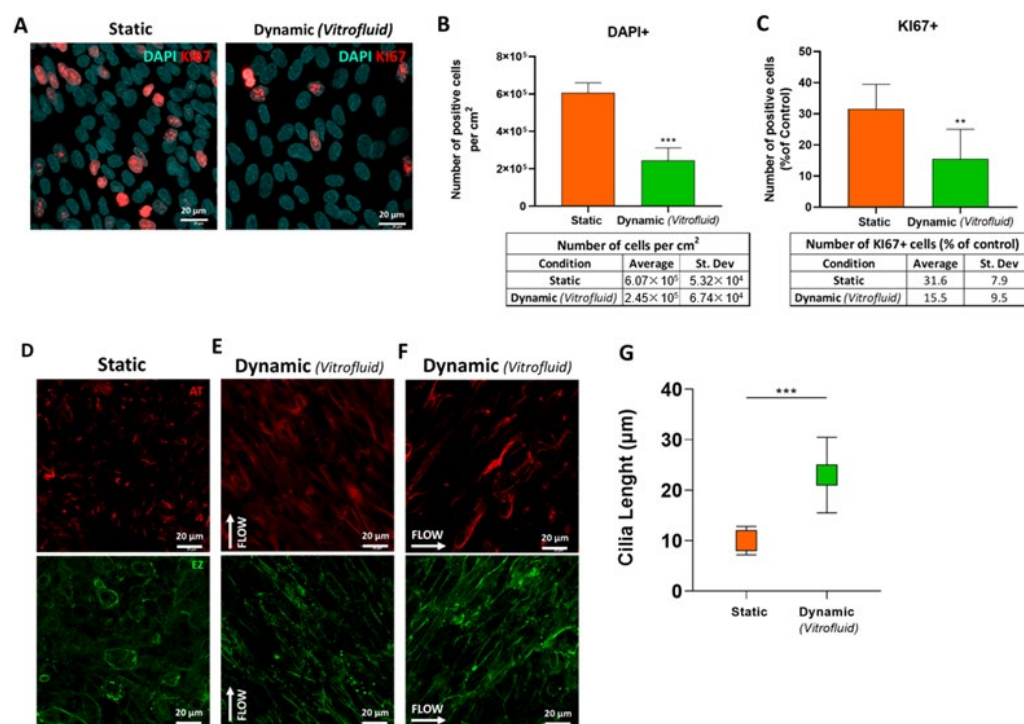 A
Static
Dynamic (Vitrofluid)
DAPI KI67
DAPI KI67
20 µm
20 µm
B
DAPI+
Number of positive cells
per cm2
8×10⁵
6×10⁵
4×10⁵
2×10⁵
0
***
Static
Dynamic (Vitrofluid)
Number of cells per cm2
Condition Average St. Dev
Static 6.07×10⁵ 5.32×10⁴
Dynamic (Vitrofluid) 2.45×10⁵ 6.74×10⁴
C
KI67+
Number of positive cells
(%of Control)
50
40
30
20
10
0
**
Static
Dynamic (Vitrofluid)
Number of KI67+ cells (% of control)
Condition Average St. Dev
Static 31.6 7.9
Dynamic (Vitrofluid) 15.5 9.5
D
Static
E
Dynamic (Vitrofluid)
F
Dynamic (Vitrofluid)
AT
20 µm
FLOW
20 µm
FLOW
20 µm
EZ
20 µm
FLOW
20 µm
FLOW
20 µm
G
Cilia Lenght (µm)
40
30
20
10
0
***
Static
Dynamic
(Vitrofluid)